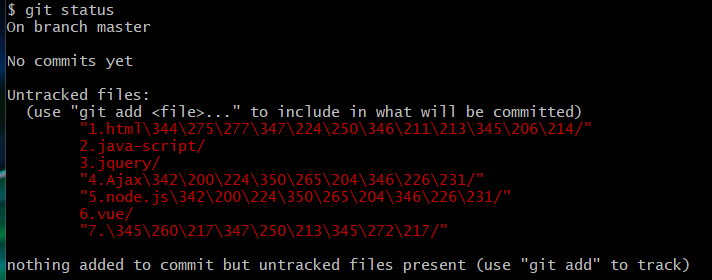 $ git status
On branch master
No commits yet
Untracked files:
(use "git add <file>..." to include in what will be committed)
"1.html\344\275\277\347\224\250\346\211\213\345\206\214/"
2.java-script/
3.jquery/
"4.Ajax\342\200\224\350\265\204\346\226\231/"
"5.node.js\342\200\224\350\265\204\346\226\231/"
6.vue/
"7.\345\260\217\347\250\213\345\272\217/"
nothing added to commit but untracked files present (use "git add" to track)